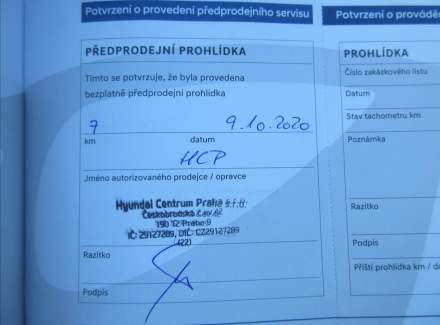 Potvrzení o provedení předprodejního servisu
PŘEDPRODEJNÍ PROHLÍDKA
Tímto se potvrzuje, že byla provedena
bezplatně předprodejní prohlídka
7 9.10.2020
km datum
HCP
Jméno autorizovaného prodejce / opravce
Hyundai Centrum Praha s.r.o.
Českobrodská
190 12 Praha 9
IČ: 29127289, DIČ: CZ29127289
(22)
Razítko
Podpis
Potvrzení o
PROHLÍDKA
Číslo zakázkového listu
Datum
Stav tachometru km
Poznámka
Razítko
Podpis
Příští prohlídka km /